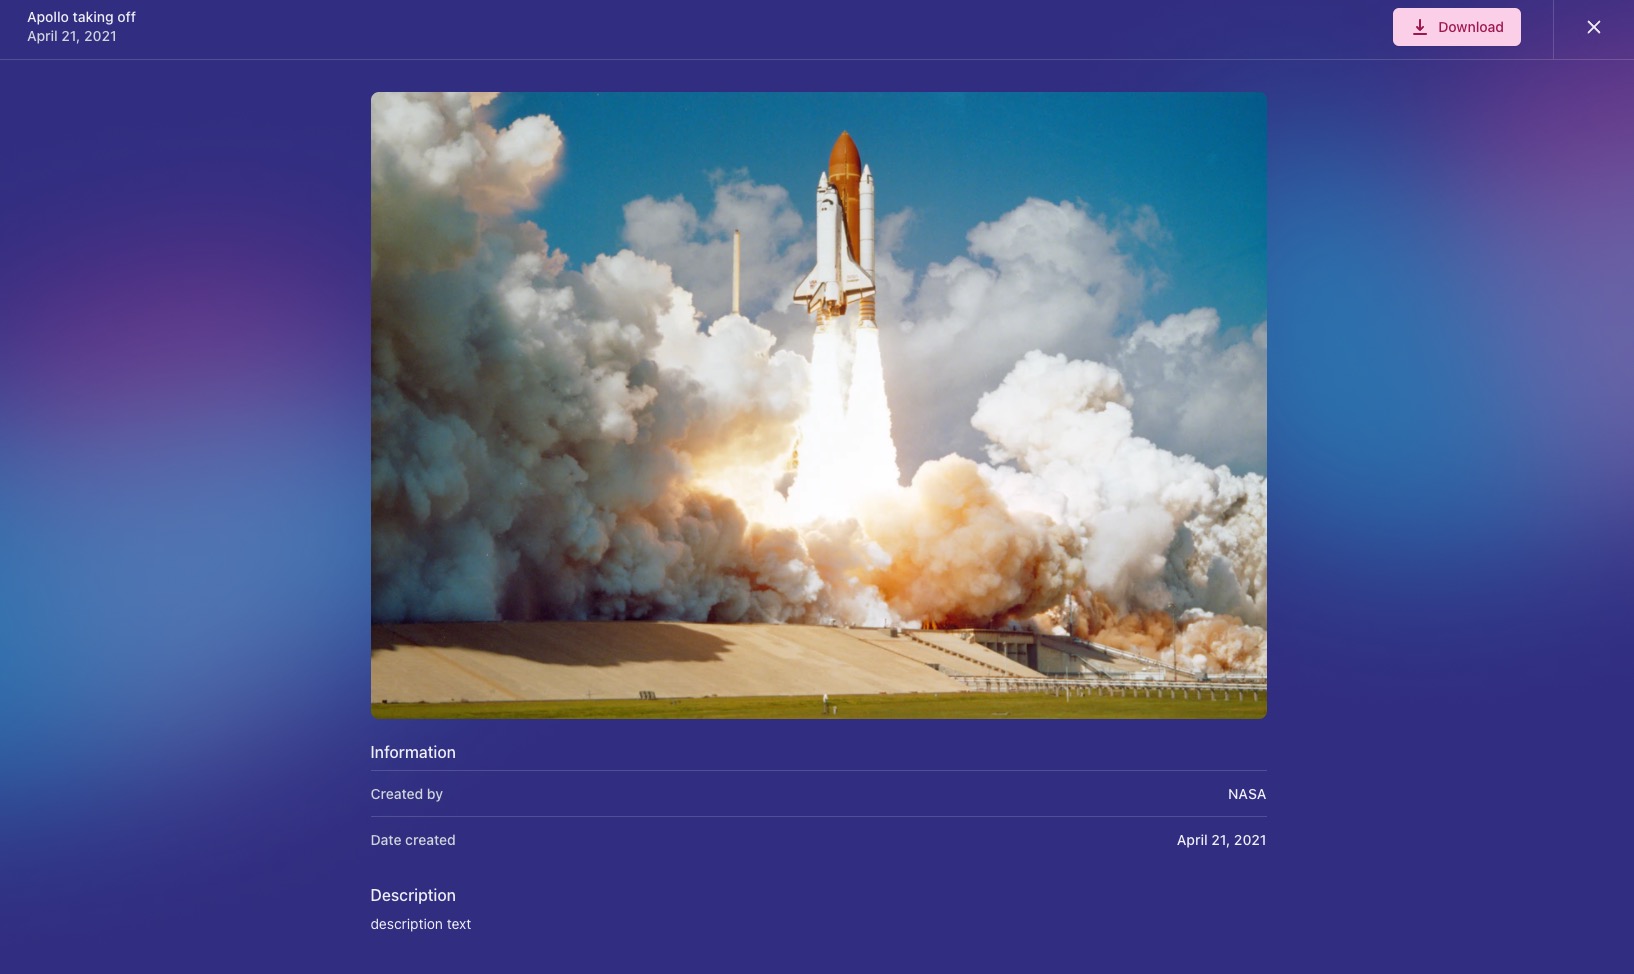 Apollo taking off
April 21, 2021
Download
Information
Created by
NASA
Date created
April 21, 2021
Description
description text